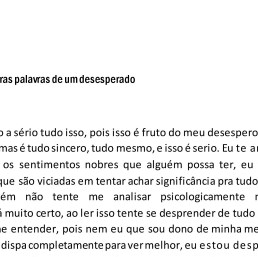 ras palavras de um desesperado
o a sério tudo isso, pois isso é fruto do meu desespero
mas é tudo sincero, tudo mesmo, e isso é serio. Eu te a
os sentimentos nobres que alguém possa ter, eu
que são viciadas em tentar achar significância pra tudo
ém não tente me analisar psicologicamente
muito certo, ao ler isso tente se desprender de tudo
e entender, pois nem eu que sou dono de minha me
dispa completamente para ver melhor, eu estou desp